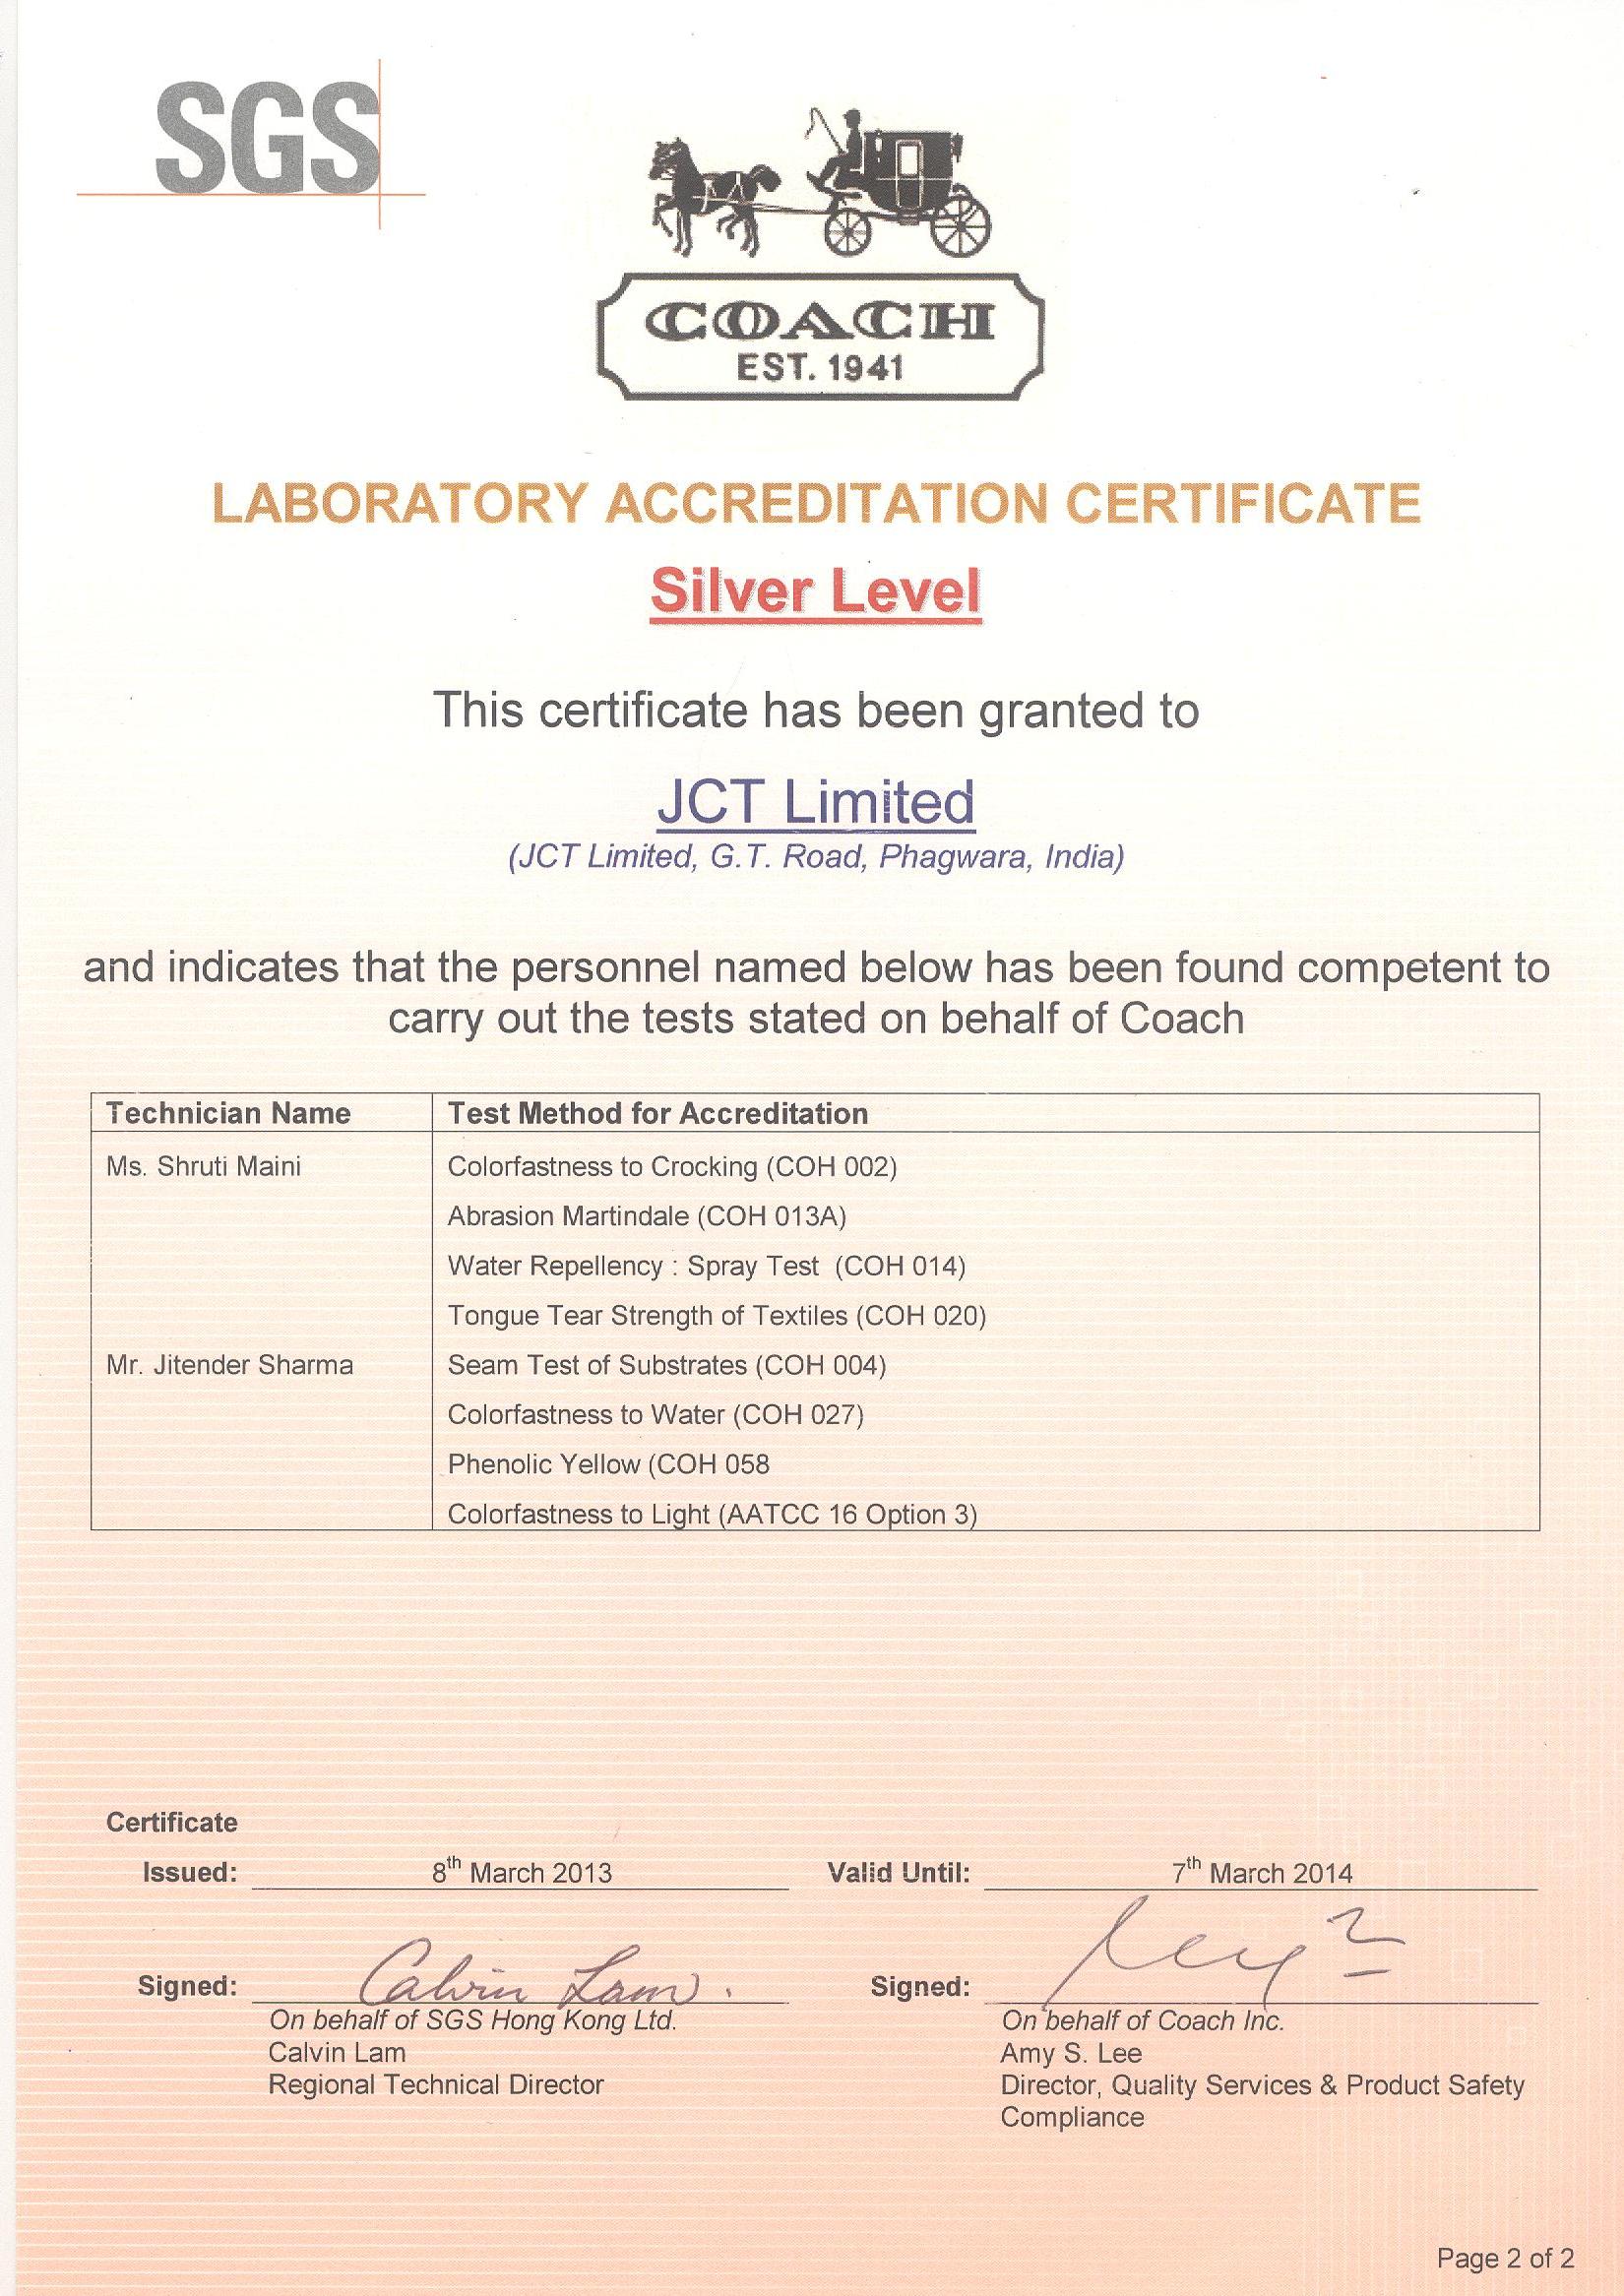 SGS
COACH
EST. 1941
LABORATORY ACCREDITATION CERTIFICATE
Silver Level
This certificate has been granted to
JCT Limited
(JCT Limited, G.T. Road, Phagwara, India)
and indicates that the personnel named below has been found competent to
carry out the tests stated on behalf of Coach
Technician Name Test Method for Accreditation
Ms. Shruti Maini Colorfastness to Crocking (COH 002)
Abrasion Martindale (COH 013A)
Water Repellency : Spray Test (COH 014)
Tongue Tear Strength of Textiles (COH 020)
Mr. Jitender Sharma Seam Test of Substrates (COH 004)
Colorfastness to Water (COH 027)
Phenolic Yellow (COH 058
Colorfastness to Light (AATCC 16 Option 3)
Certificate
Issued: 8th March 2013 Valid Until: 7th March 2014
Signed: Calvin Lam. Signed:
On behalf of SGS Hong Kong Ltd. On behalf of Coach Inc.
Calvin Lam Amy S. Lee
Regional Technical Director Director, Quality Services & Product Safety
Compliance
Page 2 of 2